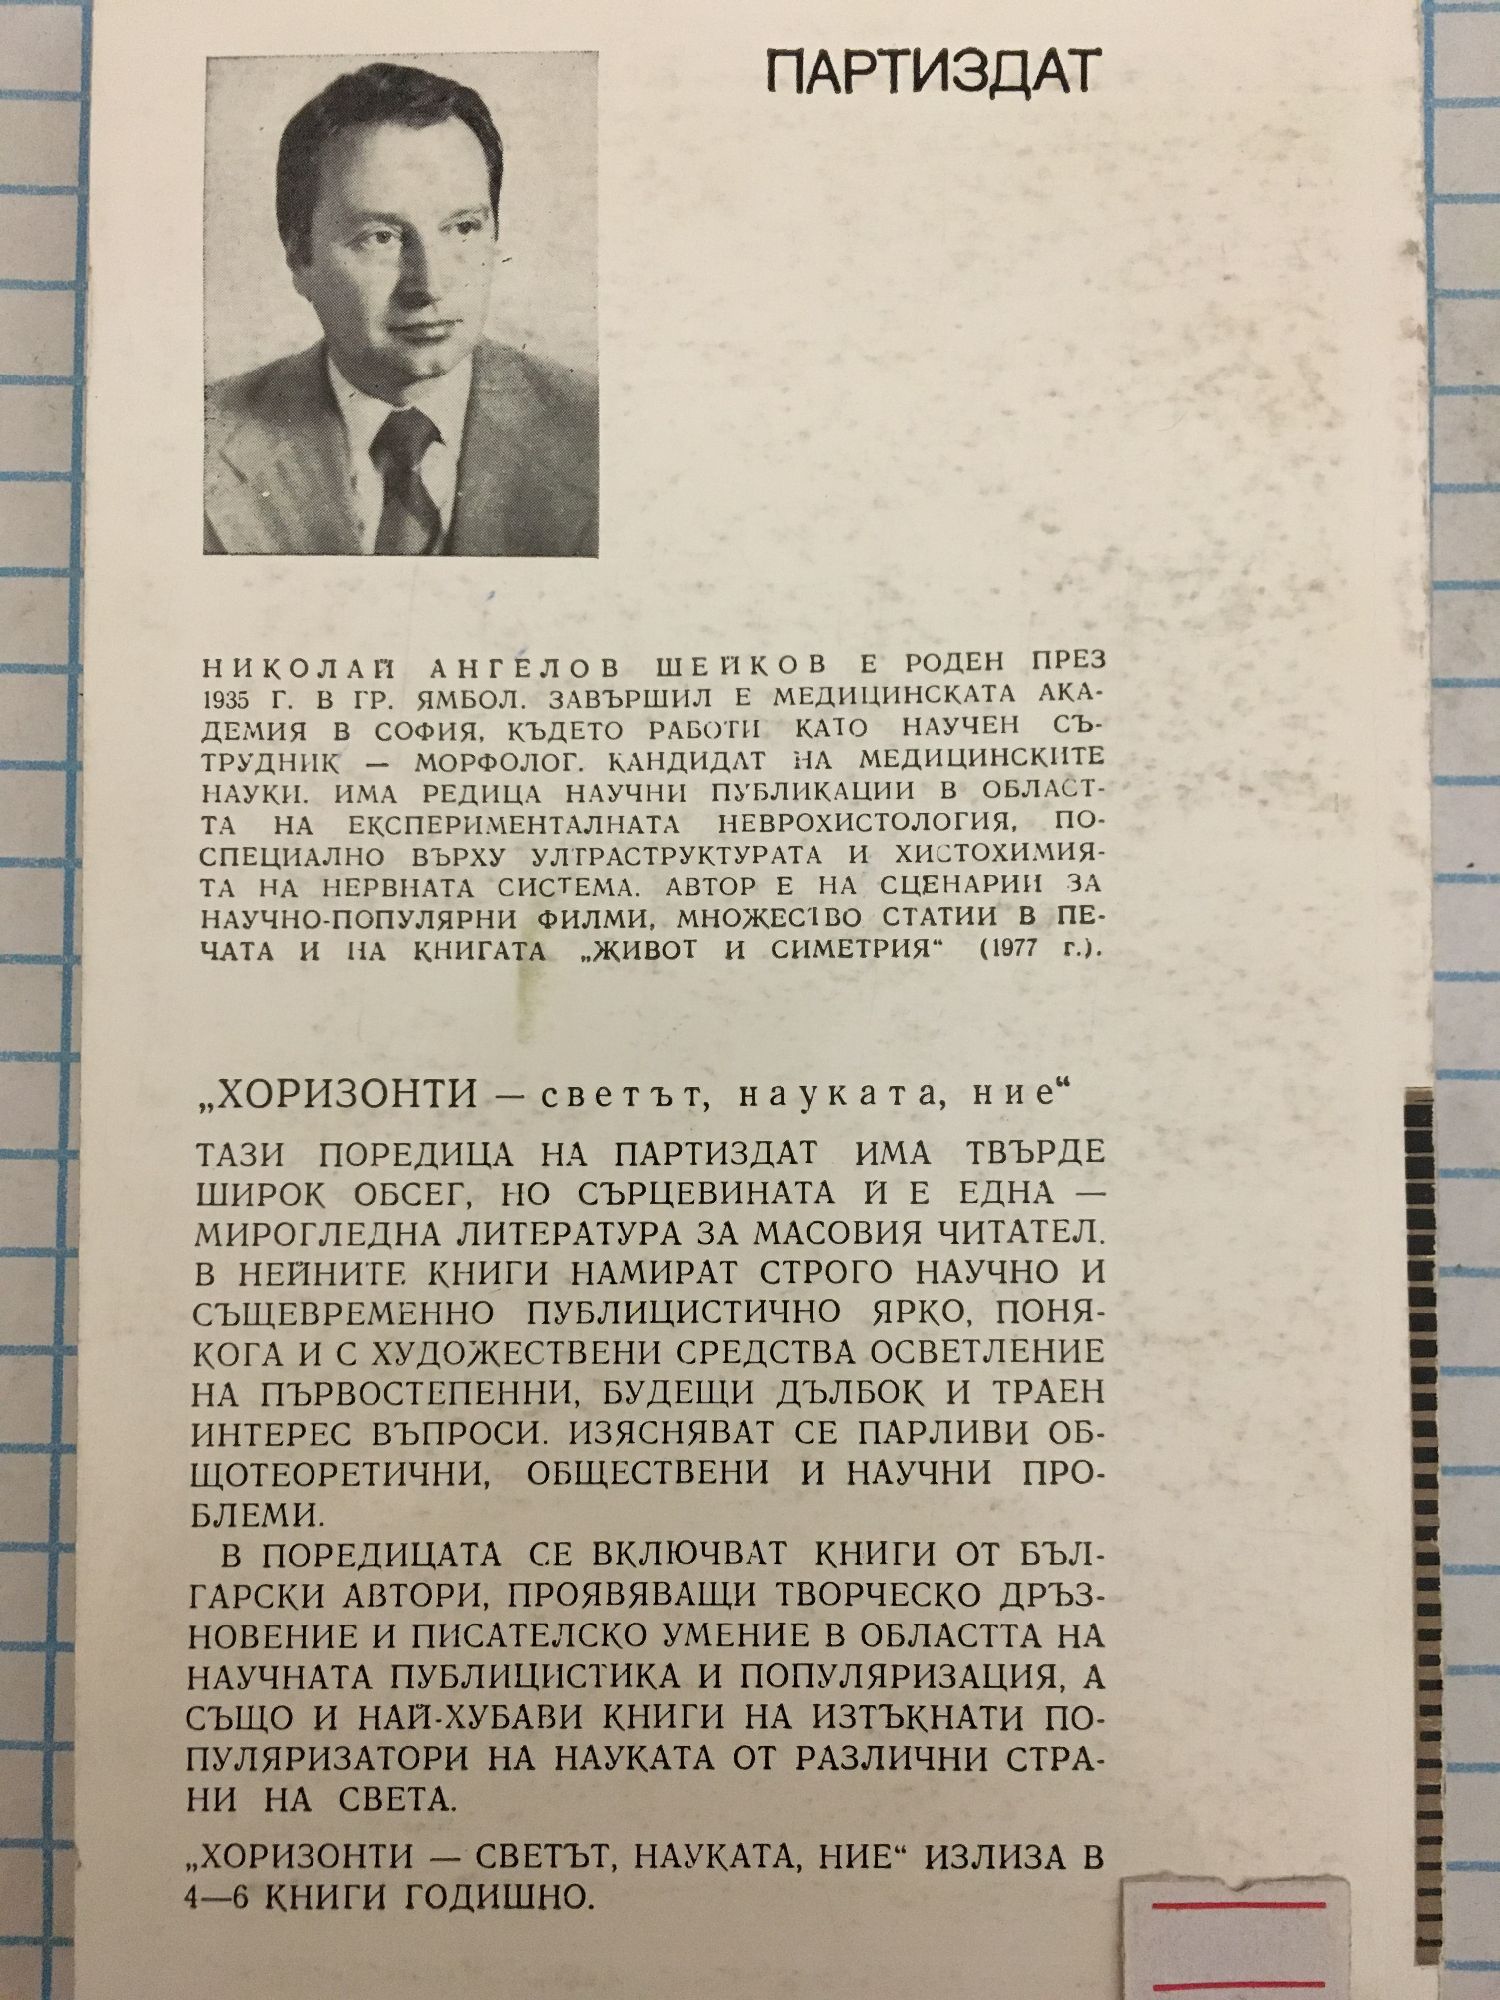 ПАРТИЗДАТ
НИКОЛАЙ АНГЕЛОВ ШЕЙКОВ Е РОДЕН ПРЕЗ
1935 Г. В ГР. ЯМБОЛ. ЗАВЪРШИЛ Е МЕДИЦИНСКАТА АКА-
ДЕМИЯ В СОФИЯ, КЪДЕТО РАБОТИ КАТО НАУЧЕН СЪ-
ТРУДНИК — МОРФОЛОГ. КАНДИДАТ НА МЕДИЦИНСКИТЕ
НАУКИ. ИМА РЕДИЦА НАУЧНИ ПУБЛИКАЦИИ В ОБЛАСТ-
ТА НА ЕКСПЕРИМЕНТАЛНАТА НЕВРОХИСТОЛОГИЯ, ПО-
СПЕЦИАЛНО ВЪРХУ УЛТРАСТРУКТУРАТА И ХИСТОХИМИЯ-
ТА НА НЕРВНАТА СИСТЕМА. АВТОР Е НА СЦЕНАРИИ ЗА
НАУЧНО-ПОПУЛЯРНИ ФИЛМИ, МНОЖЕСТВО СТАТИИ В ПЕ-
ЧАТА И НА КНИГАТА „ЖИВОТ И СИМЕТРИЯ“ (1977 г.).
„ХОРИЗОНТИ — светът, науката, ние“
ТАЗИ ПОРЕДИЦА НА ПАРТИЗДАТ ИМА ТВЪРДЕ
ШИРОК ОБСЕГ, НО СЪРЦЕВИНАТА Й Е ЕДНА —
МИРОГЛЕДНА ЛИТЕРАТУРА ЗА МАСОВИЯ ЧИТАТЕЛ.
В НЕЙНИТЕ КНИГИ НАМИРАТ СТРОГО НАУЧНО И
СЪЩЕВРЕМЕННО ПУБЛИЦИСТИЧНО ЯРКО, ПОНЯ-
КОГА И С ХУДОЖЕСТВЕНИ СРЕДСТВА ОСВЕТЛЕНИЕ
НА ПЪРВОСТЕПЕННИ, БУДЕЩИ ДЪЛБОК И ТРАЕН
ИНТЕРЕС ВЪПРОСИ. ИЗЯСНЯВАТ СЕ ПАРЛИВИ ОБ-
ЩОТЕОРЕТИЧНИ, ОБЩЕСТВЕНИ И НАУЧНИ ПРО-
БЛЕМИ.
В ПОРЕДИЦАТА СЕ ВКЛЮЧВАТ КНИГИ ОТ БЪЛ-
ГАРСКИ АВТОРИ, ПРОЯВЯВАЩИ ТВОРЧЕСКО ДРЪЗ-
НОВЕНИЕ И ПИСАТЕЛСКО УМЕНИЕ В ОБЛАСТТА НА
НАУЧНАТА ПУБЛИЦИСТИКА И ПОПУЛЯРИЗАЦИЯ, А
СЪЩО И НАЙ-ХУБАВИ КНИГИ НА ИЗТЪКНАТИ ПО-
ПУЛЯРИЗАТОРИ НА НАУКАТА ОТ РАЗЛИЧНИ СТРА-
НИ НА СВЕТА.
„ХОРИЗОНТИ — СВЕТЪТ, НАУКАТА, НИЕ“ ИЗЛИЗА В
4—6 КНИГИ ГОДИШНО.